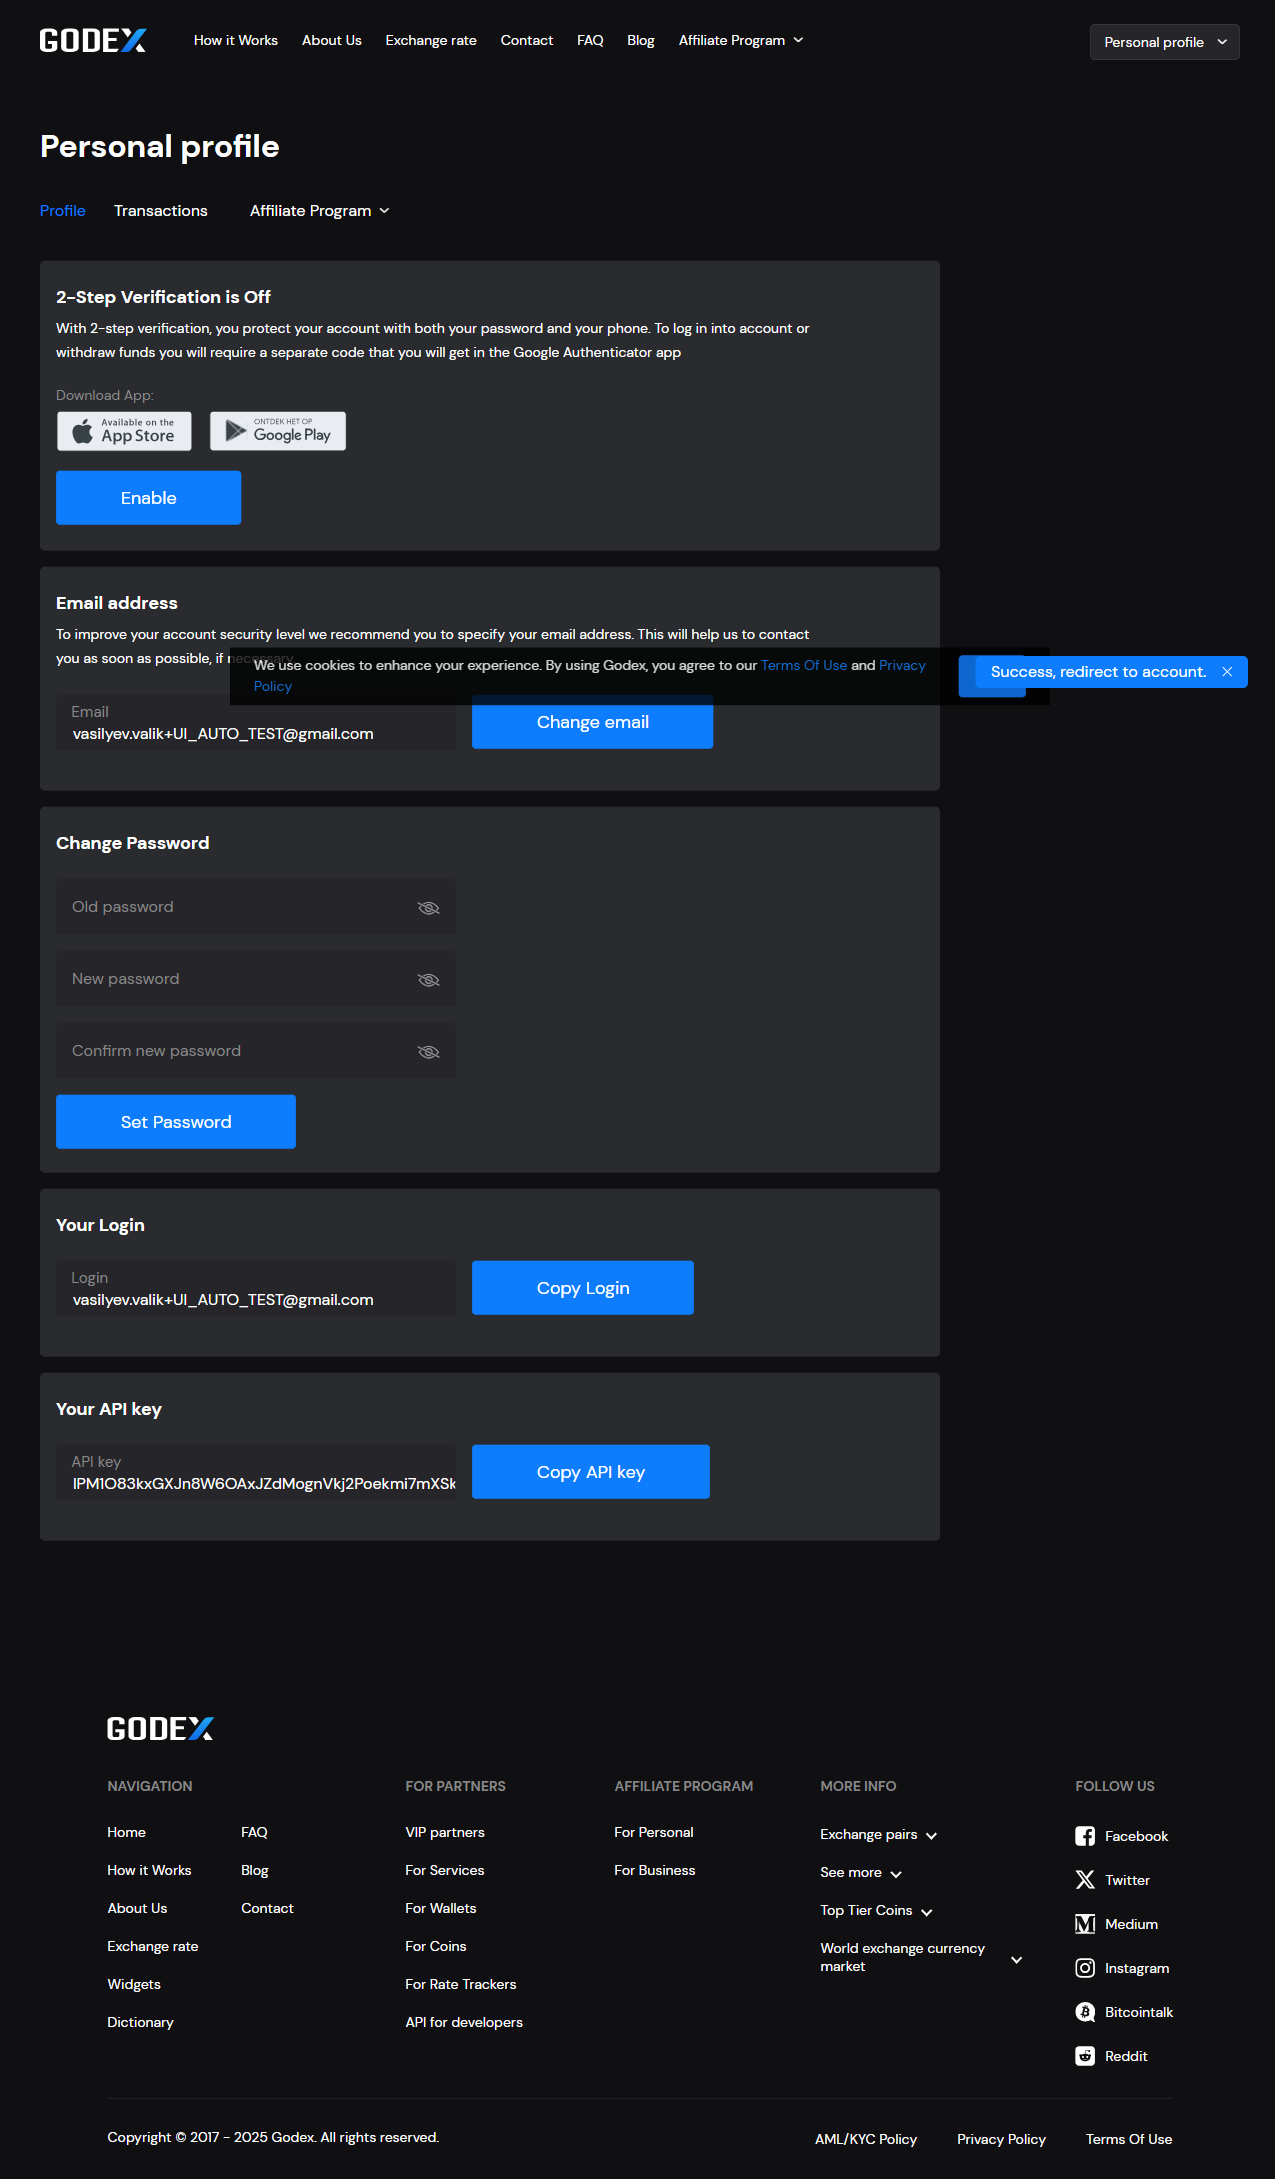 GODEX
How it Works
About Us
Exchange rate
Contact
FAQ
Blog
Affiliate Program
Personal profile
Personal profile
Profile
Transactions
Affiliate Program
2-Step Verification is Off
With 2-step verification, you protect your account with both your password and your phone. To log in into account or
withdraw funds you will require a separate code that you will get in the Google Authenticator app
Download App:
Available on the
App Store
ONTDEK HET OP
Google Play
Enable
Email address
To improve your account security level we recommend you to specify your email address. This will help us to contact
you as soon as possible, if necessary
We use cookies to enhance your experience. By using Godex, you agree to our Terms Of Use and Privacy
Policy
Success, redirect to account.
Email
vasilyev.valik+UI_AUTO_TEST@gmail.com
Change email
Change Password
Old password
New password
Confirm new password
Set Password
Your Login
Login
vasilyev.valik+UI_AUTO_TEST@gmail.com
Copy Login
Your API key
API key
Copy API key
GODEX
NAVIGATION
Home
How it Works
About Us
Exchange rate
Widgets
Dictionary
FAQ
Blog
Contact
FOR PARTNERS
VIP partners
For Services
For Wallets
For Coins
For Rate Trackers
API for developers
AFFILIATE PROGRAM
For Personal
For Business
MORE INFO
Exchange pairs
See more
Top Tier Coins
World exchange currency
market
FOLLOW US
Facebook
Twitter
Medium
Instagram
Bitcointalk
Reddit
Copyright © 2017 - 2025 Godex. All rights reserved.
AML/KYC Policy
Privacy Policy
Terms Of Use